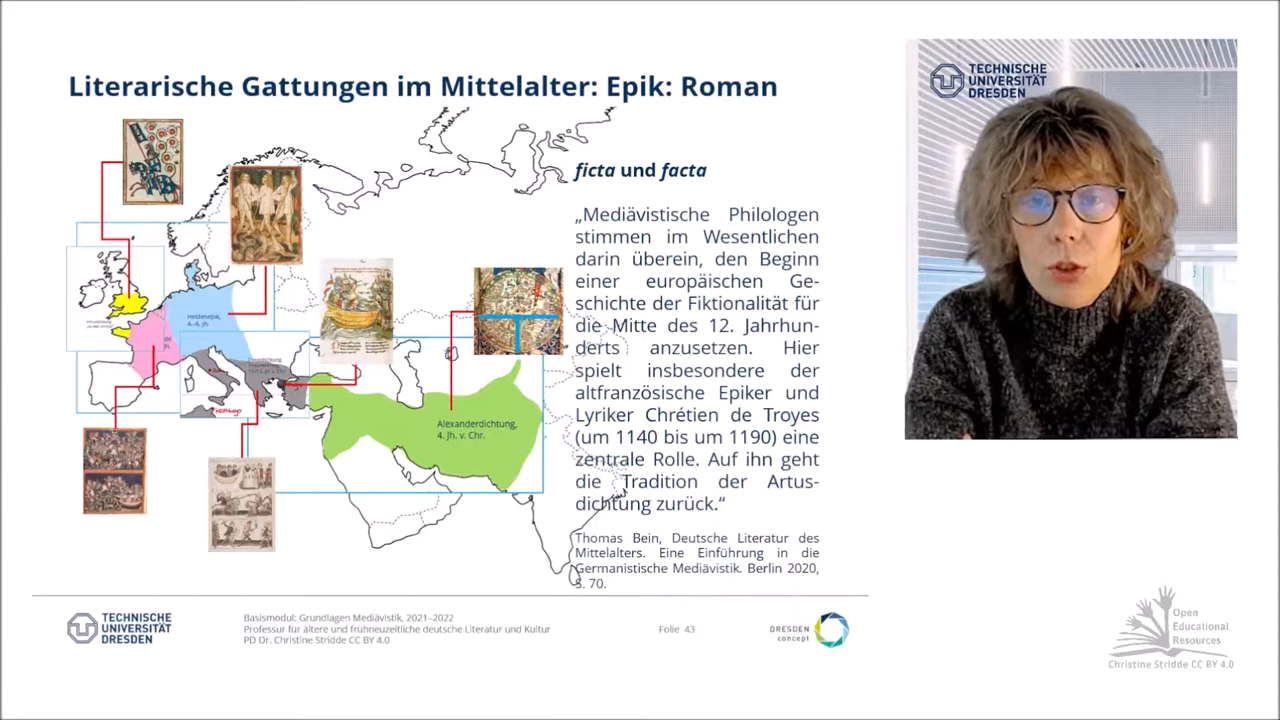 Literarische Gattungen im Mittelalter: Epik: Roman
ficta und facta
„Mediävistische Philologen
stimmen im Wesentlichen
darin überein, den Beginn
einer europäischen Ge-
schichte der Fiktionalität für
die Mitte des 12. Jahrhun-
derts anzusetzen. Hier
spielt insbesondere der
altfranzösische Epiker und
Lyriker Chrétien de Troyes
(um 1140 bis um 1190) eine
zentrale Rolle. Auf ihn geht
die Tradition der Artus-
dichtung zurück.“
Thomas Bein, Deutsche Literatur des
Mittelalters. Eine Einführung in die
Germanistische Mediävistik. Berlin 2020,
S. 70.
Heldenepik,
4.-6. Jh.
Alexanderdichtung,
4. Jh. v. Chr.
TECHNISCHE
UNIVERSITÄT
DRESDEN
Basismodul: Grundlagen Mediävistik, 2021–2022
Professur für ältere und frühneuzeitliche deutsche Literatur und Kultur
PD Dr. Christine Stridde CC BY 4.0
Folie 43
DRESDEN
concept
TECHNISCHE
UNIVERSITÄT
DRESDEN
Open
Educational
Resources
Christine Stridde CC BY 4.0